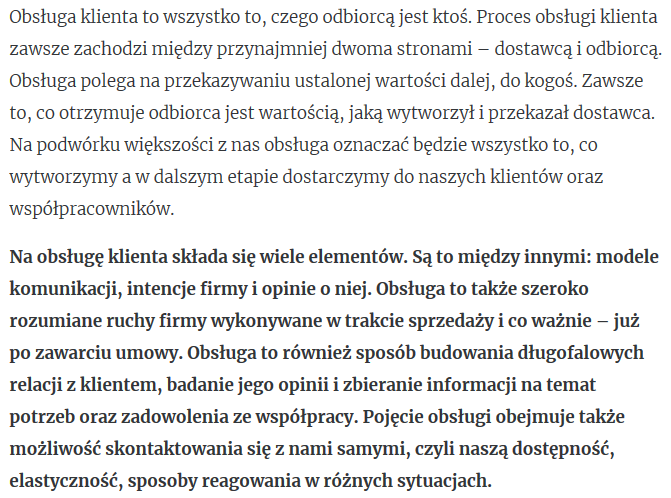 Obsługa klienta to wszystko to, czego odbiorcą jest ktoś. Proces obsługi klienta
zawsze zachodzi między przynajmniej dwoma stronami – dostawcą i odbiorcą.
Obsługa polega na przekazywaniu ustalonej wartości dalej, do kogoś. Zawsze
to, co otrzymuje odbiorca jest wartością, jaką wytworzył i przekazał dostawca.
Na podwórku większości z nas obsługa oznaczać będzie wszystko to, co
wytworzymy a w dalszym etapie dostarczymy do naszych klientów oraz
współpracowników.
Na obsługę klienta składa się wiele elementów. Są to między innymi: modele
komunikacji, intencje firmy i opinie o niej. Obsługa to także szeroko
rozumiane ruchy firmy wykonywane w trakcie sprzedaży i co ważnie – już
po zawarciu umowy. Obsługa to również sposób budowania długofalowych
relacji z klientem, badanie jego opinii i zbieranie informacji na temat
potrzeb oraz zadowolenia ze współpracy. Pojęcie obsługi obejmuje także
możliwość skontaktowania się z nami samymi, czyli naszą dostępność,
elastyczność, sposoby reagowania w różnych sytuacjach.